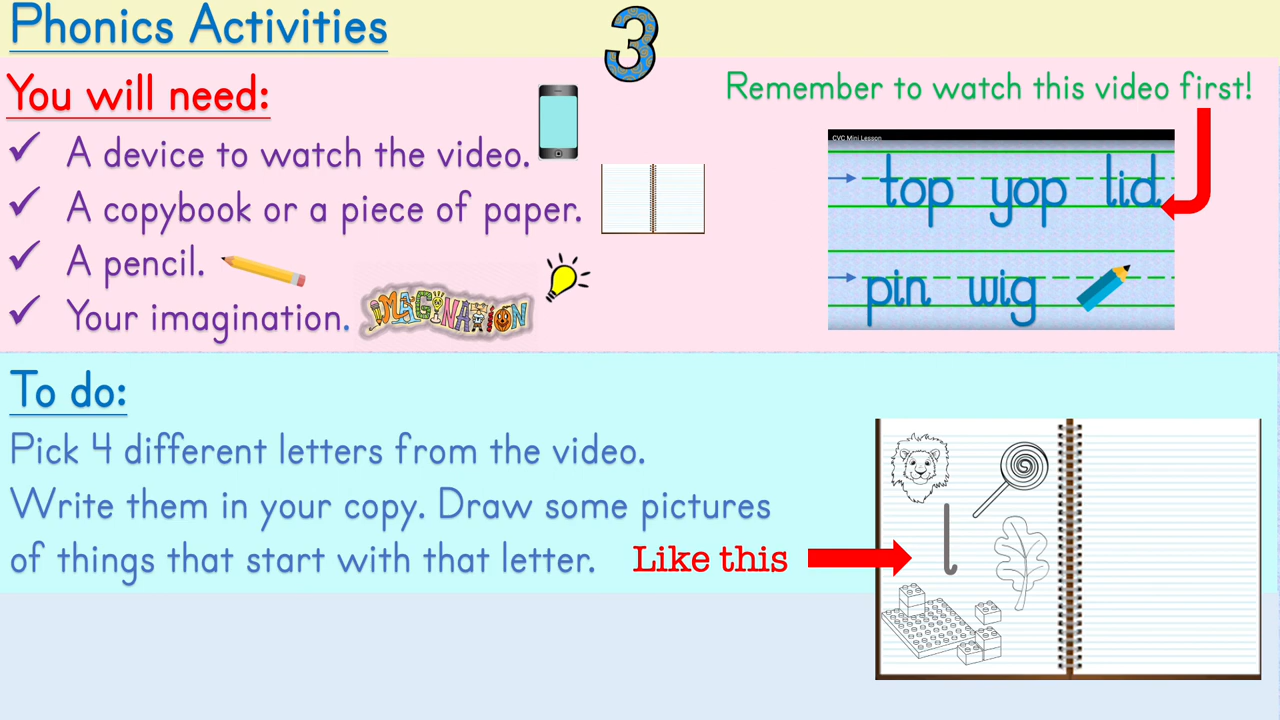 Phonics Activities
3
You will need:
A device to watch the video.
A copybook or a piece of paper.
A pencil.
Your imagination.
IMAGINATION
Remember to watch this video first!
CVC Mini Lesson
top yop lid
pin wig
To do:
Pick 4 different letters from the video.
Write them in your copy. Draw some pictures
of things that start with that letter.
Like this
l